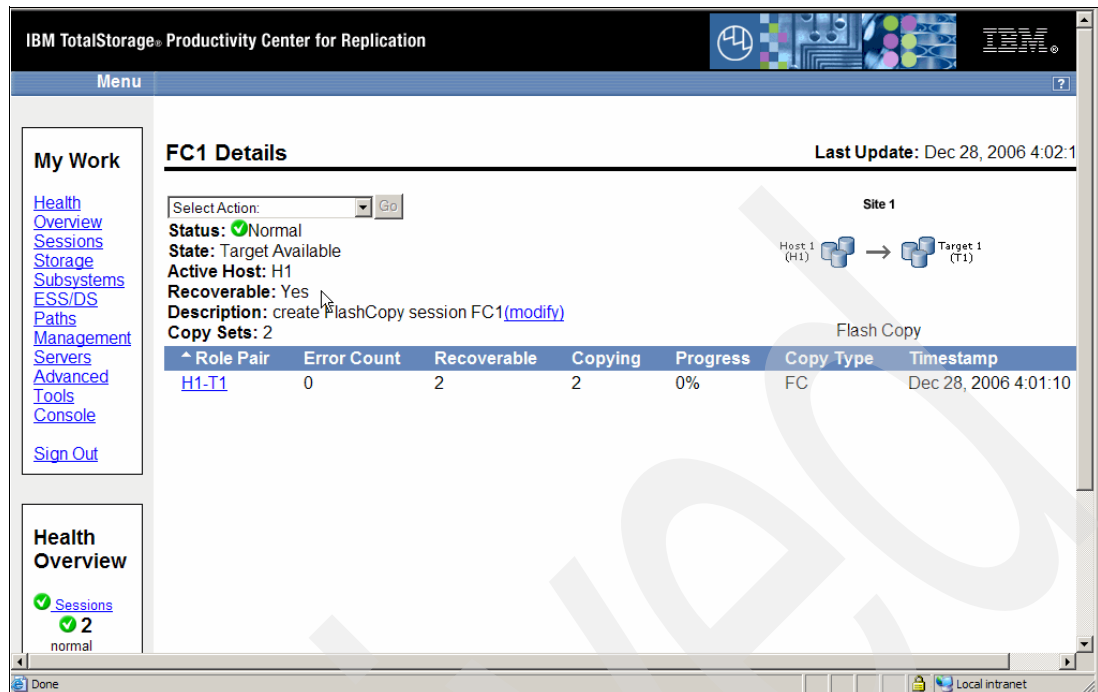 IBM TotalStorage® Productivity Center for Replication
IBM®
Menu
?
My Work
Health
Overview
Sessions
Storage
Subsystems
ESS/DS
Paths
Management
Servers
Advanced
Tools
Console
Sign Out
Health
Overview
Sessions
2
normal
FC1 Details
Last Update: Dec 28, 2006 4:02:1
Select Action: Go
Status: Normal
State: Target Available
Active Host: H1
Recoverable: Yes
Description: create FlashCopy session FC1(modify)
Copy Sets: 2
Site 1
Host 1
(H1)
Target 1
(T1)
Flash Copy
Role Pair Error Count Recoverable Copying Progress Copy Type Timestamp
H1-T1 0 2 2 0% FC Dec 28, 2006 4:01:10
Done
Local intranet